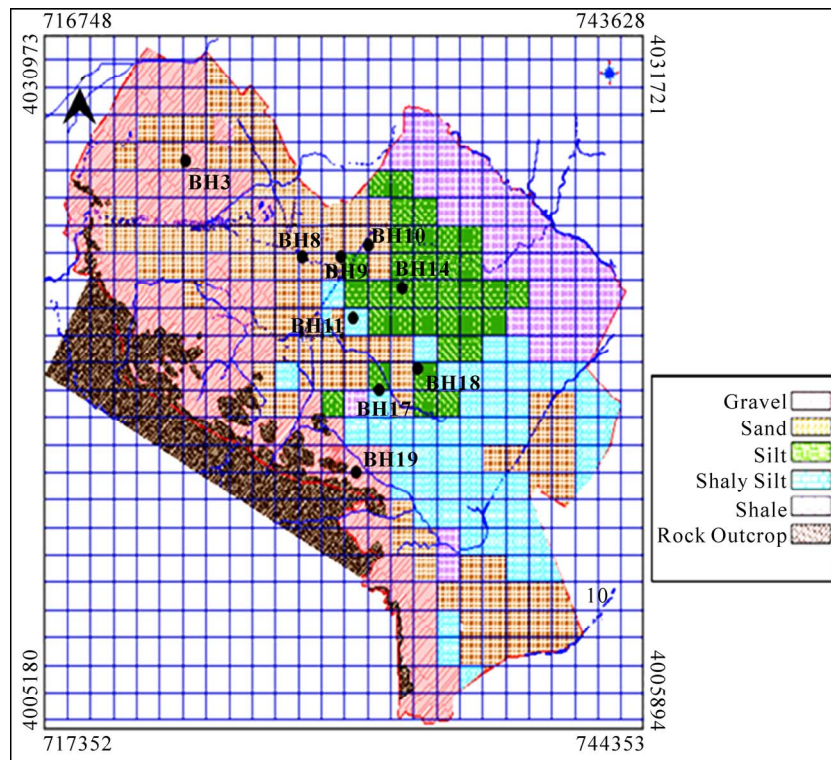 716748 743628
4030973
4031721
BH3
BH10
BH8
BH9
BH14
BH11
BH18
BH17
BH19
Gravel
Sand
Silt
Shaly Silt
Shale
Rock Outcrop
10
4005180
4005894
717352 744353